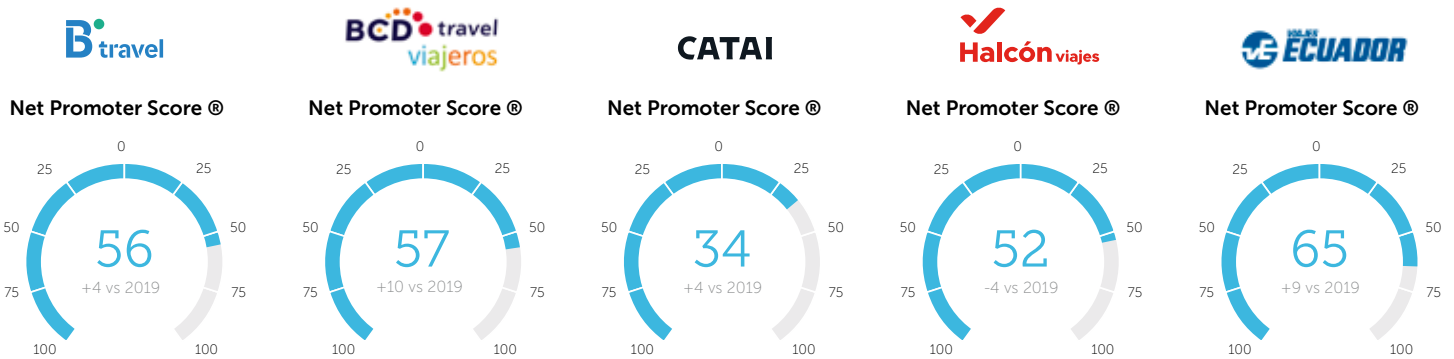 B travel
Net Promoter Score ®
0
25
25
50
50
56
+4 vs 2019
75
75
100
100
BCD travel
viajeros
Net Promoter Score ®
0
25
25
50
50
57
+10 vs 2019
75
75
100
100
CATAI
Net Promoter Score ®
0
25
25
50
50
34
+4 vs 2019
75
75
100
100
Halcón viajes
Net Promoter Score ®
0
25
25
50
50
52
-4 vs 2019
75
75
100
100
VIAJES
ECUADOR
Net Promoter Score ®
0
25
25
50
50
65
+9 vs 2019
75
75
100
100